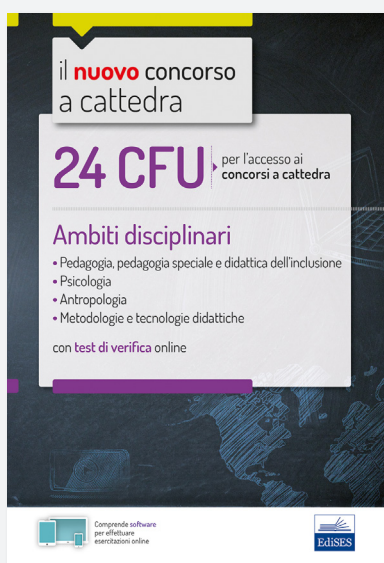 il nuovo concorso
a cattedra
24 CFU
per l'accesso ai
concorsi a cattedra
Ambiti disciplinari
• Pedagogia, pedagogia speciale e didattica dell'inclusione
• Psicologia
• Antropologia
• Metodologie e tecnologie didattiche
con test di verifica online
Comprende software
per effettuare
esercitazioni online
EdiSES